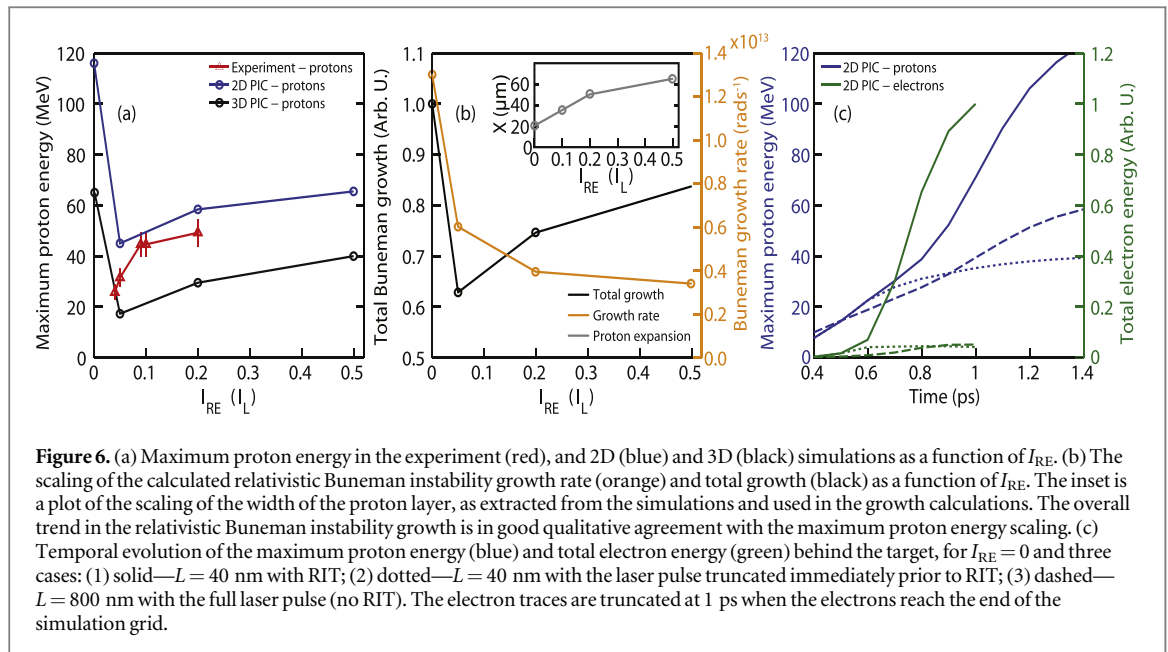 120
100
80
60
40
20
0
Maximum proton energy (MeV)
(a)
Experiment – protons
2D PIC – protons
3D PIC – protons
0 0.1 0.2 0.3 0.4 0.5
I_RE (I_L)
1.1
1.0
0.9
0.8
0.7
0.6
0.5
Total Buneman growth (Arb. U.)
(b)
60
40
20
0
X (μm)
0 0.1 0.2 0.3 0.4 0.5
I_RE (I_L)
Total growth
Growth rate
Proton expansion
0 0.1 0.2 0.3 0.4 0.5
I_RE (I_L)
x10¹³
1.4
1.2
1.0
0.8
0.6
0.4
0.2
0.0
Buneman growth rate (rads⁻¹)
120
100
80
60
40
20
0
Maximum proton energy (MeV)
2D PIC – protons
2D PIC – electrons
(c)
0.4 0.6 0.8 1.0 1.2 1.4
Time (ps)
1.2
1
0.8
0.6
0.4
0.2
0
Total electron energy (Arb. U.)
Figure 6. (a) Maximum proton energy in the experiment (red), and 2D (blue) and 3D (black) simulations as a function of I_RE. (b) The
scaling of the calculated relativistic Buneman instability growth rate (orange) and total growth (black) as a function of I_RE. The inset is
a plot of the scaling of the width of the proton layer, as extracted from the simulations and used in the growth calculations. The overall
trend in the relativistic Buneman instability growth is in good qualitative agreement with the maximum proton energy scaling. (c)
Temporal evolution of the maximum proton energy (blue) and total electron energy (green) behind the target, for I_RE = 0 and three
cases: (1) solid—L = 40 nm with RIT; (2) dotted—L = 40 nm with the laser pulse truncated immediately prior to RIT; (3) dashed—
L = 800 nm with the full laser pulse (no RIT). The electron traces are truncated at 1 ps when the electrons reach the end of the
simulation grid.